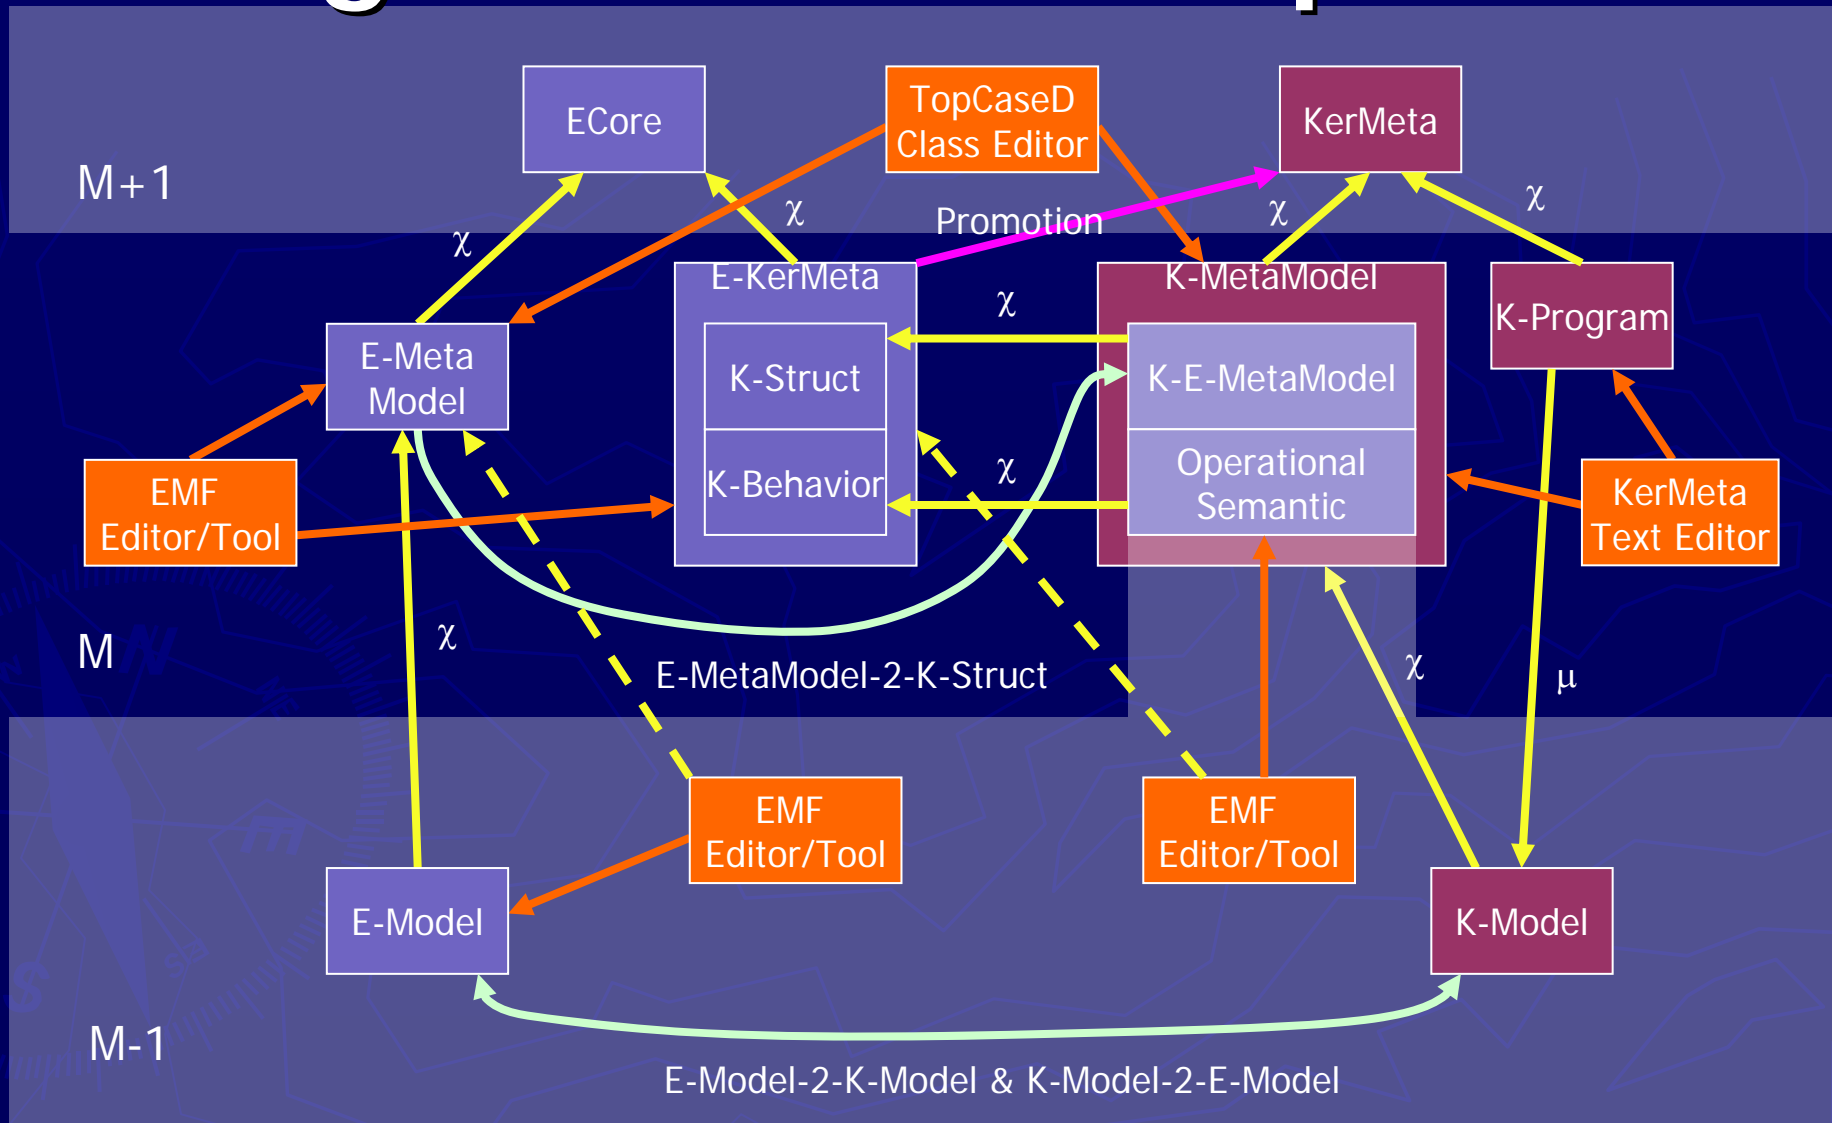 ECore
TopCaseD
Class Editor
KerMeta
M+1
χ
χ
Promotion
χ
χ
E-KerMeta
K-MetaModel
χ
K-Program
E-Meta
Model
K-Struct
K-E-MetaModel
K-Behavior
χ
Operational
Semantic
EMF
Editor/Tool
KerMeta
Text Editor
M
χ
E-MetaModel-2-K-Struct
χ
μ
EMF
Editor/Tool
EMF
Editor/Tool
E-Model
K-Model
M-1
E-Model-2-K-Model & K-Model-2-E-Model